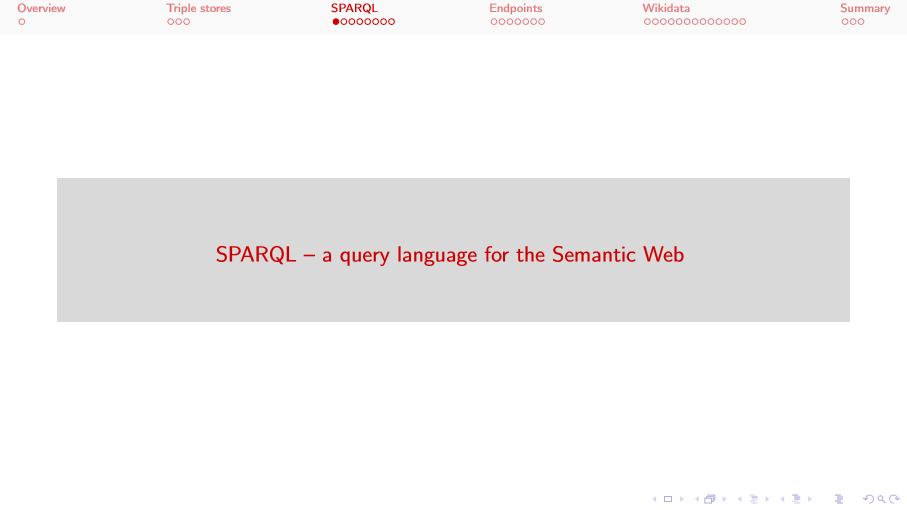 Overview Triple stores SPARQL Endpoints Wikidata Summary
SPARQL – a query language for the Semantic Web